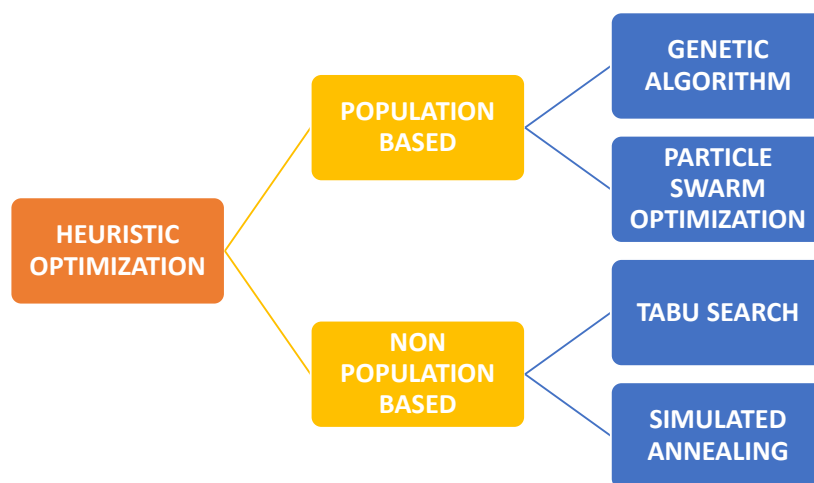 HEURISTIC
OPTIMIZATION
POPULATION
BASED
GENETIC
ALGORITHM
PARTICLE
SWARM
OPTIMIZATION
NON
POPULATION
BASED
TABU SEARCH
SIMULATED
ANNEALING